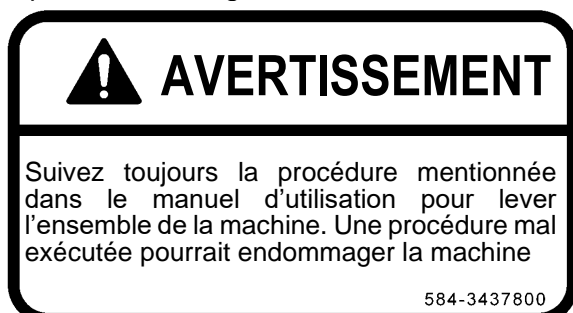 AVERTISSEMENT
Suivez toujours la procédure mentionnée
dans le manuel d'utilisation pour lever
l'ensemble de la machine. Une procédure mal
exécutée pourrait endommager la machine
584-3437800